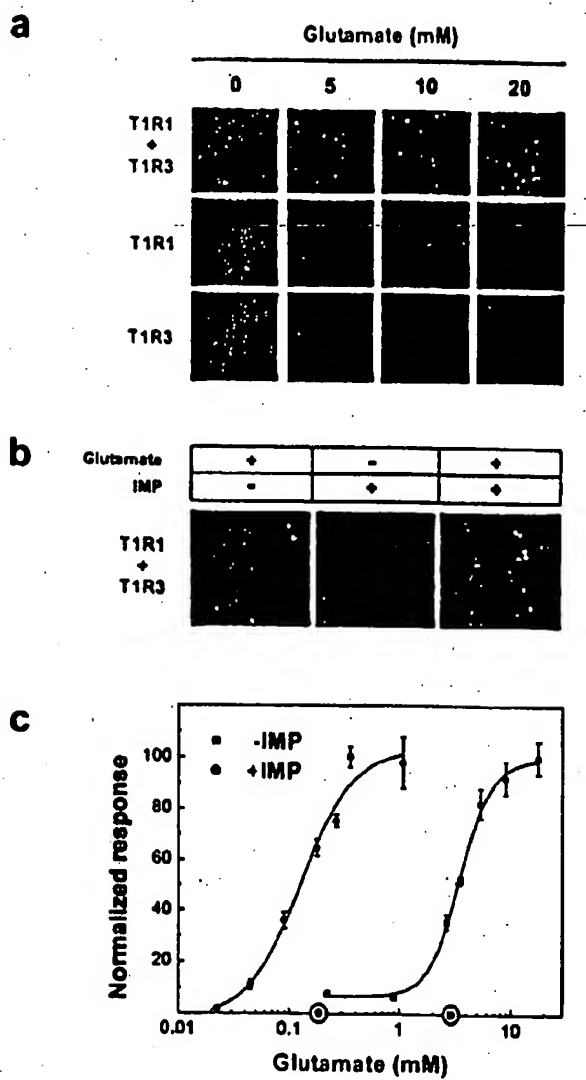 a
Glutamate (mM)
0 5 10 20
T1R1
+
T1R3
T1R1
T1R3
b
Glutamate + - +
IMP - + +
T1R1
+
T1R3
c
-IMP
+IMP
Normalized response
100
80
60
40
20
0.01 0.1 1 10
Glutamate (mM)